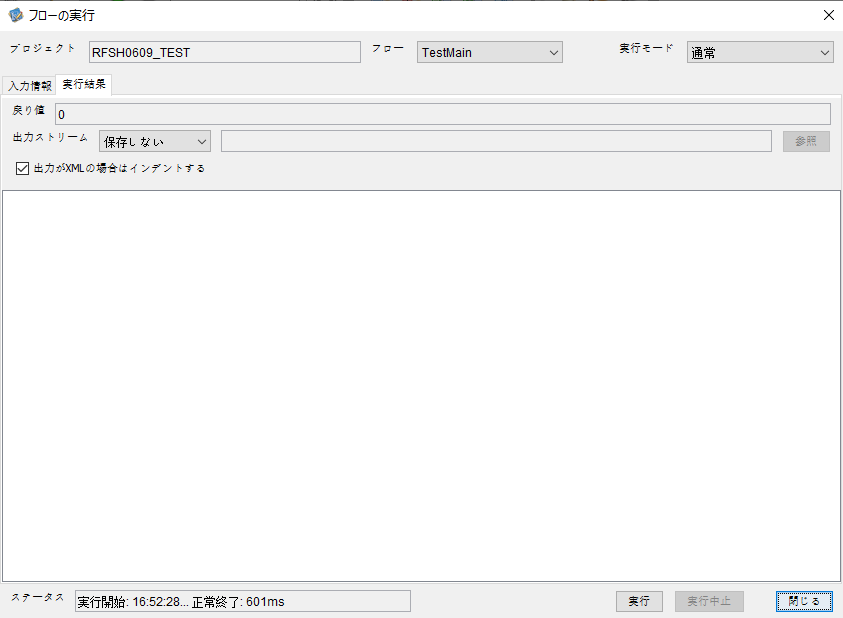 フローの実行
プロジェクト RFSH0609_TEST フロー TestMain 実行モード 通常
入力情報 実行結果
戻り値 0
出力ストリーム 保存しない 参照
出力がXMLの場合はインデントする
ステータス 実行開始: 16:52:28... 正常終了: 601ms 実行 実行中止 閉じる